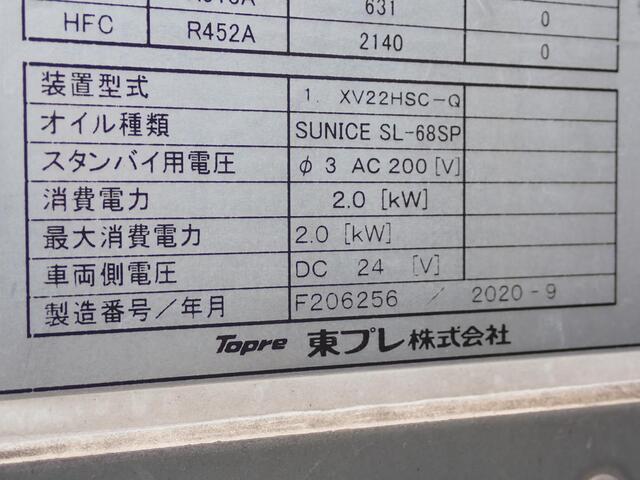 631 0
HFC R452A 2140 0
装置型式 1. XV22HSC-Q
オイル種類 SUNICE SL-68SP
スタンバイ用電圧 φ 3 AC 200 [V]
消費電力 2.0 [kW]
最大消費電力 2.0 [kW]
車両側電圧 DC 24 [V]
製造番号/年月 F206256 / 2020-9
Topre 東プレ株式会社